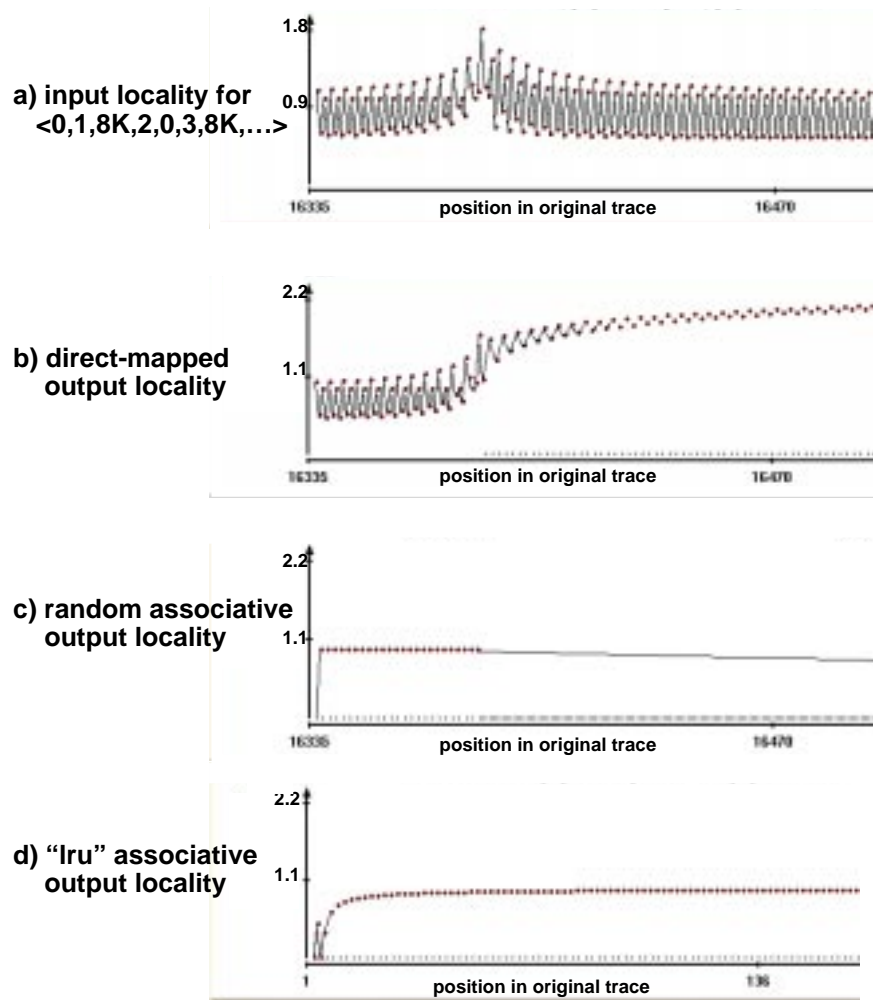 1.8
a) input locality for
0.9
<0,1,8K,2,0,3,8K,…>
16335 position in original trace 16470
2.2
b) direct-mapped
1.1
output locality
16335 position in original trace 16470
2.2
c) random associative
1.1
output locality
16335 position in original trace 16470
2.2
d) “lru” associative
1.1
output locality
1 position in original trace 136